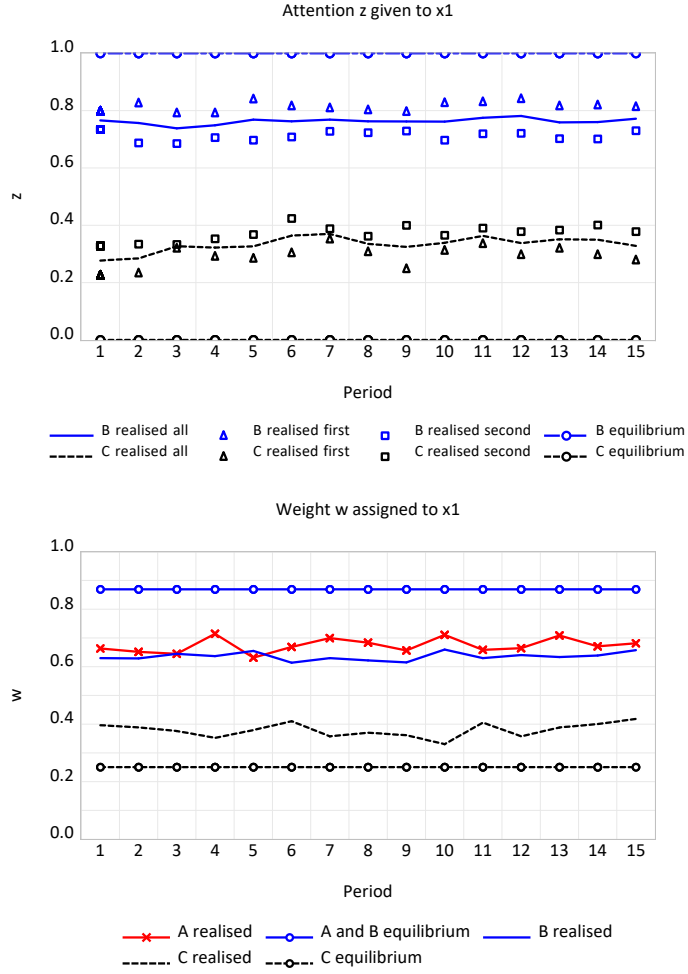 Attention z given to x1
1.0
0.8
0.6
0.4
0.2
0.0
z
1 2 3 4 5 6 7 8 9 10 11 12 13 14 15
Period
B realised all B realised first B realised second B equilibrium
C realised all C realised first C realised second C equilibrium
Weight w assigned to x1
1.0
0.8
0.6
0.4
0.2
0.0
w
1 2 3 4 5 6 7 8 9 10 11 12 13 14 15
Period
A realised A and B equilibrium B realised
C realised C equilibrium